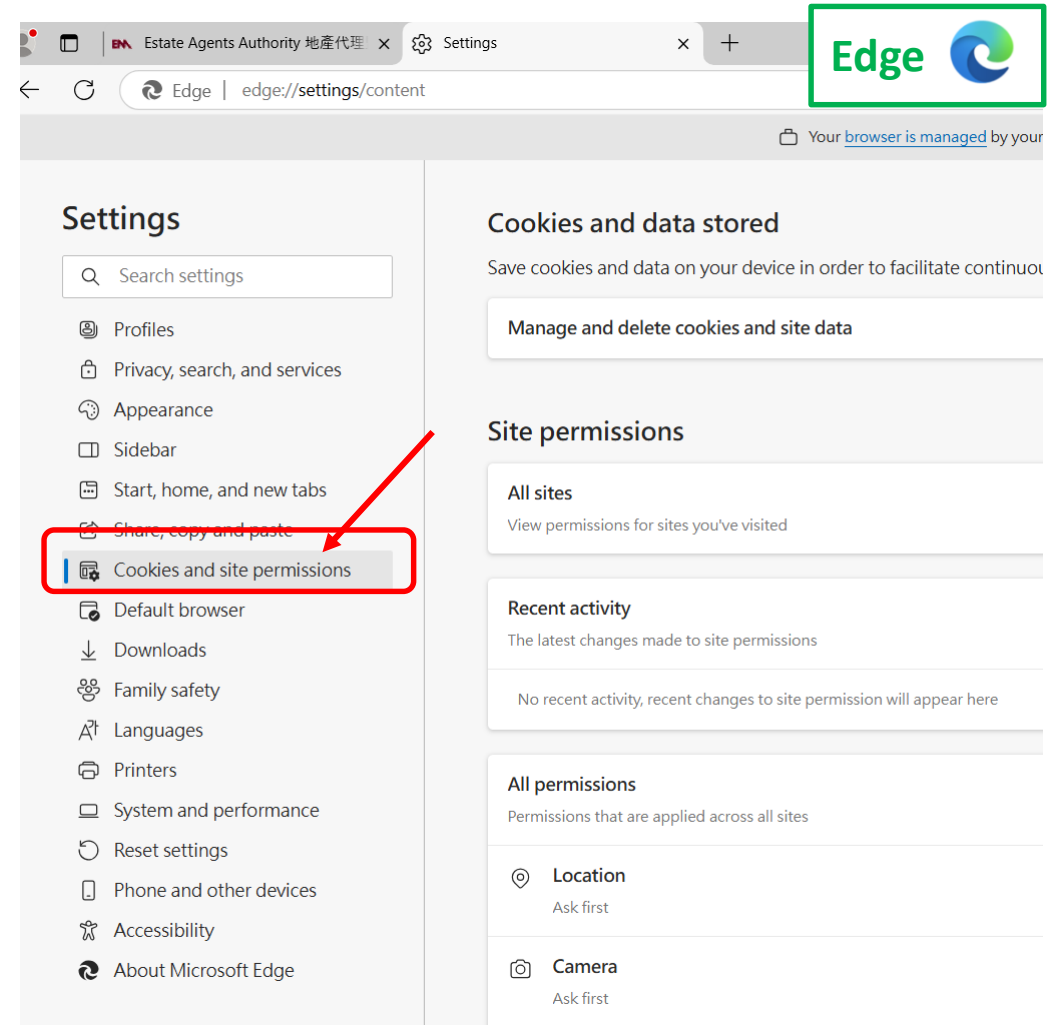 Estate Agents Authority 地產代理
Settings
Edge
Edge
edge://settings/content
Your browser is managed by your
Settings
Search settings
Profiles
Privacy, search, and services
Appearance
Sidebar
Start, home, and new tabs
Share, copy and paste
Cookies and site permissions
Default browser
Downloads
Family safety
Languages
Printers
System and performance
Reset settings
Phone and other devices
Accessibility
About Microsoft Edge
Cookies and data stored
Save cookies and data on your device in order to facilitate continuou
Manage and delete cookies and site data
Site permissions
All sites
View permissions for sites you've visited
Recent activity
The latest changes made to site permissions
No recent activity, recent changes to site permission will appear here
All permissions
Permissions that are applied across all sites
Location
Ask first
Camera
Ask first